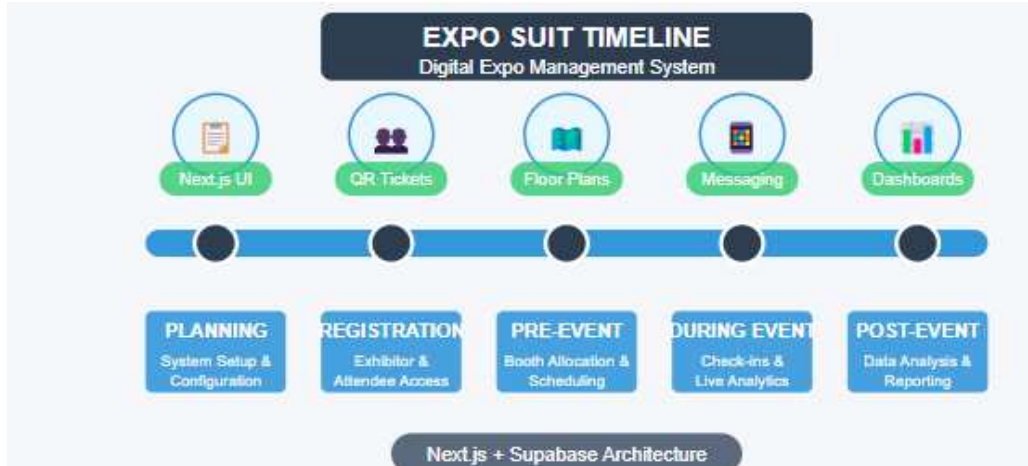 EXPO SUIT TIMELINE
Digital Expo Management System
Next.js UI
QR Tickets
Floor Plans
Messaging
Dashboards
PLANNING
System Setup &
Configuration
REGISTRATION
Exhibitor &
Attendee Access
PRE-EVENT
Booth Allocation &
Scheduling
DURING EVENT
Check-ins &
Live Analytics
POST-EVENT
Data Analysis &
Reporting
Next.js + Supabase Architecture